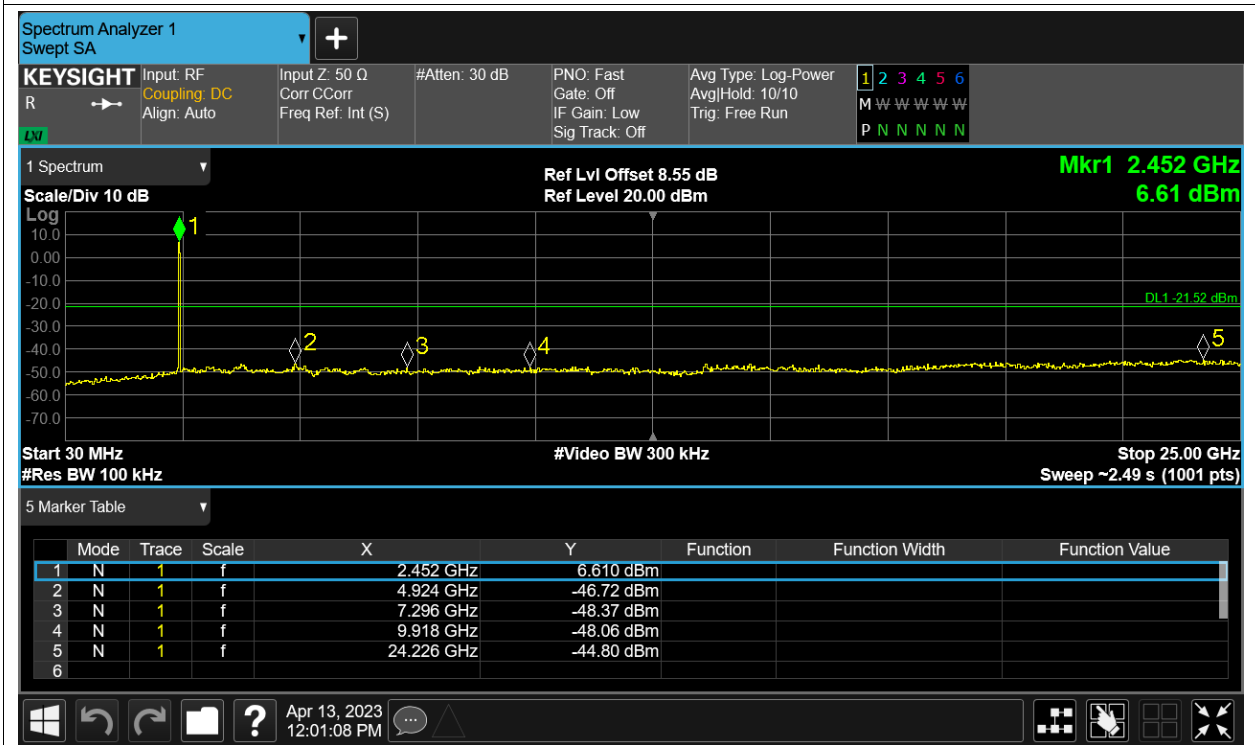 Spectrum Analyzer 1
Swept SA
KEYSIGHT
R
LXI
Input: RF
Coupling: DC
Align: Auto
Input Z: 50 Ω
Corr CCorr
Freq Ref: Int (S)
#Atten: 30 dB
PNO: Fast
Gate: Off
IF Gain: Low
Sig Track: Off
Avg Type: Log-Power
Avg|Hold: 10/10
Trig: Free Run
1 2 3 4 5 6
M W W W W W
P N N N N N
1 Spectrum
Scale/Div 10 dB
Ref Lvl Offset 8.55 dB
Ref Level 20.00 dBm
Mkr1 2.452 GHz
6.61 dBm
Log
10.0
0.00
-10.0
-20.0
-30.0
-40.0
-50.0
-60.0
-70.0
1
2
3
4
5
DL1 -21.52 dBm
Start 30 MHz
#Video BW 300 kHz
Stop 25.00 GHz
#Res BW 100 kHz
Sweep ~2.49 s (1001 pts)
5 Marker Table
Mode Trace Scale X Y Function Function Width Function Value
1 N 1 f 2.452 GHz 6.610 dBm
2 N 1 f 4.924 GHz -46.72 dBm
3 N 1 f 7.296 GHz -48.37 dBm
4 N 1 f 9.918 GHz -48.06 dBm
5 N 1 f 24.226 GHz -44.80 dBm
6
?
Apr 13, 2023
12:01:08 PM